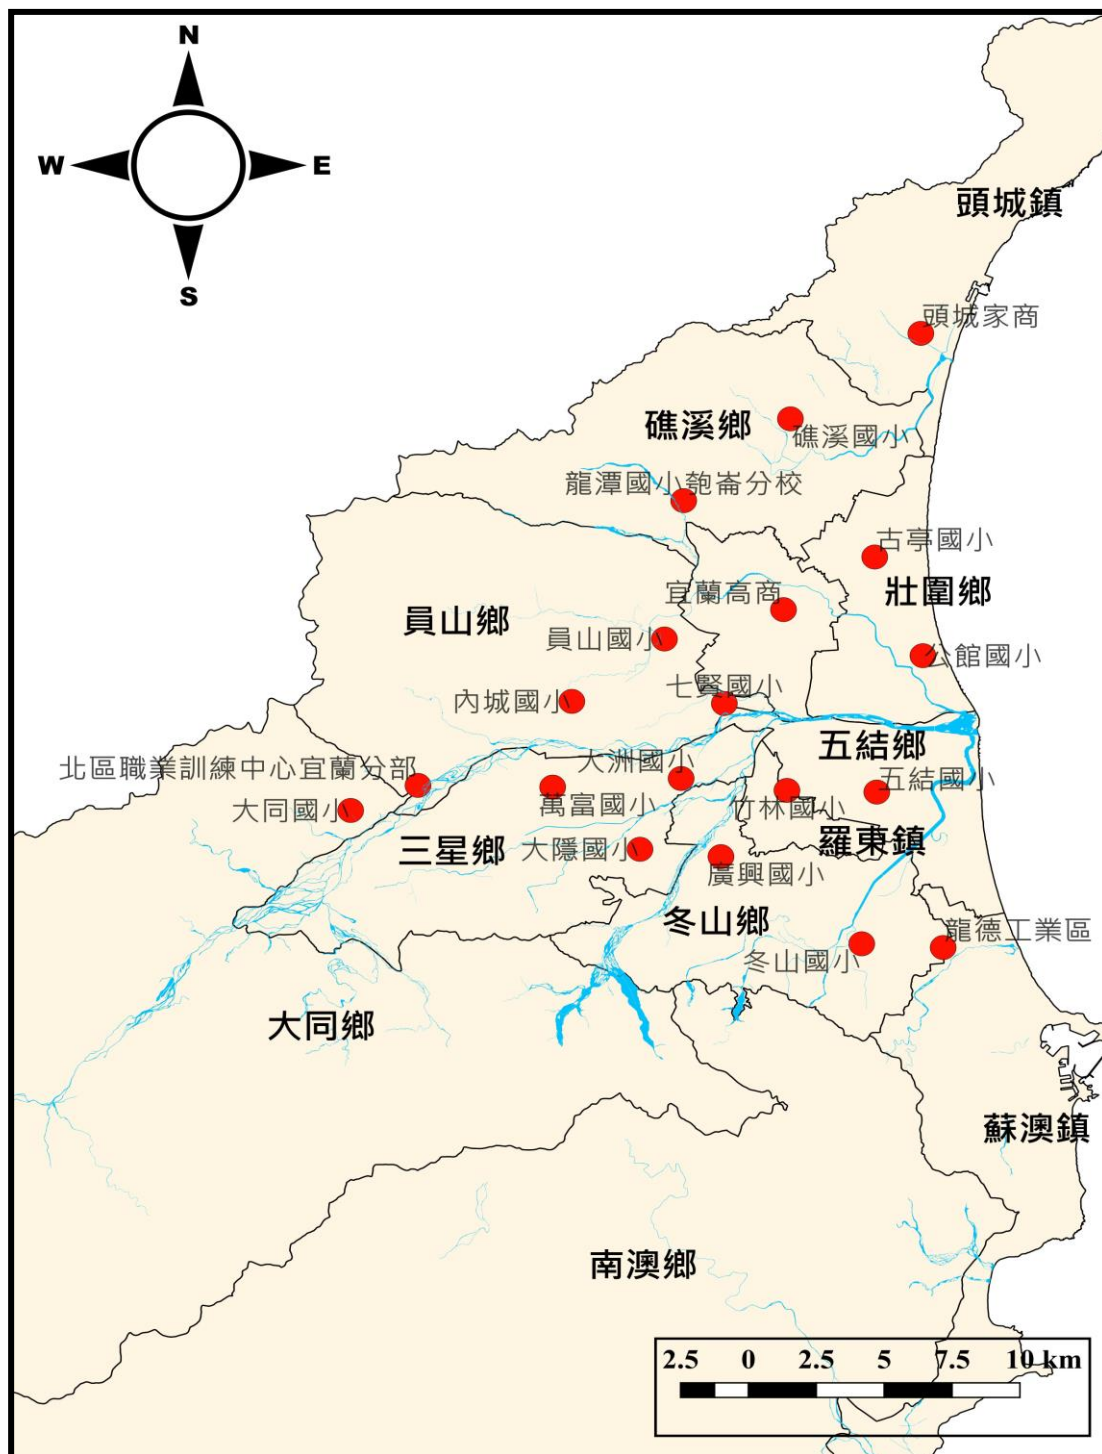 N
W
E
S
頭城鎮
頭城家商
礁溪鄉
礁溪國小
龍潭國小匏崙分校
古亭國小
壯圍鄉
宜蘭高商
員山鄉
員山國小
公館國小
內城國小
七賢國小
五結鄉
北區職業訓練中心宜蘭分部
大洲國小
五結國小
大同國小
萬富國小
竹林國小
三星鄉
大隱國小
羅東鎮
廣興國小
冬山鄉
龍德工業區
冬山國小
大同鄉
蘇澳鎮
南澳鄉
2.5 0 2.5 5 7.5 10 km